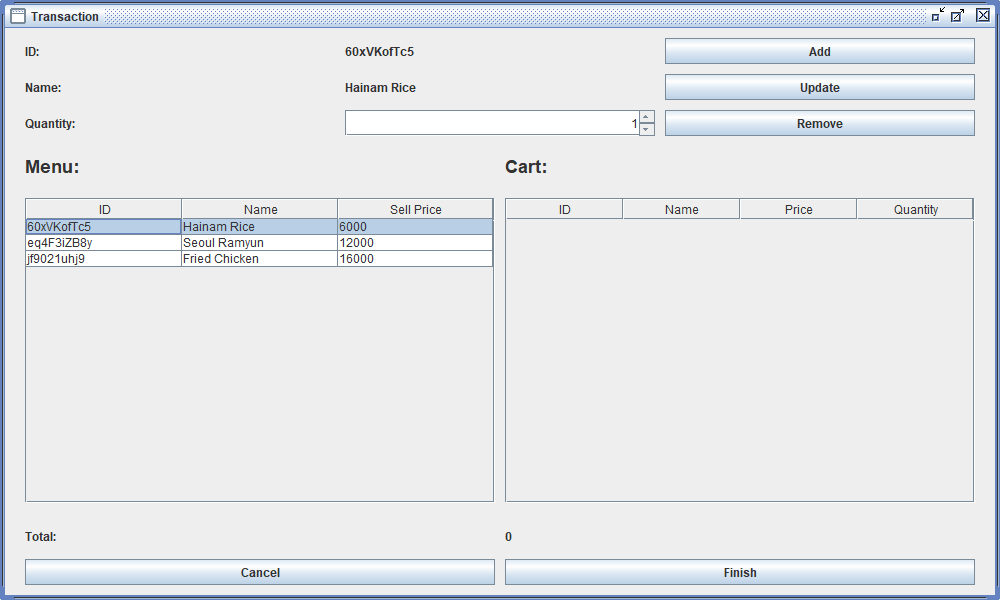 Transaction
ID: 60xVKofTc5 Add
Name: Hainam Rice Update
Quantity: 1 Remove
Menu: Cart:
ID Name Sell Price ID Name Price Quantity
60xVKofTc5 Hainam Rice 6000
eq4F3iZB8y Seoul Ramyun 12000
jf9021uhj9 Fried Chicken 16000
Total: 0
Cancel Finish